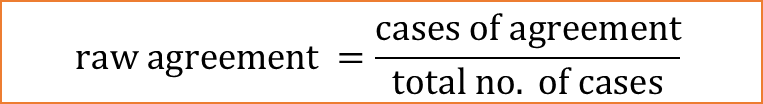 raw agreement = cases of agreement / total no. of cases